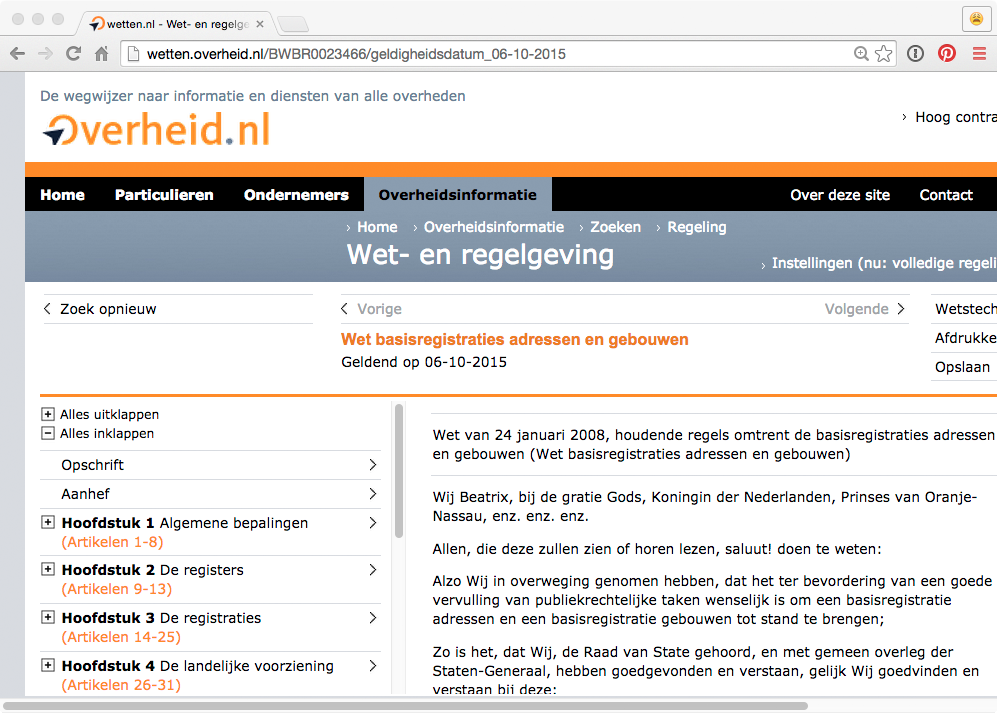 wetten.nl - Wet- en regelge
wetten.overheid.nl/BWBR0023466/geldigheidsdatum_06-10-2015
De wegwijzer naar informatie en diensten van alle overheden
Overheid.nl
Hoog contra
Home Particulieren Ondernemers Overheidsinformatie Over deze site Contact
› Home › Overheidsinformatie › Zoeken › Regeling
Wet- en regelgeving
› Instellingen (nu: volledige regeli
Zoek opnieuw
Vorige Volgende
Wetstech
Wet basisregistraties adressen en gebouwen
Afdrukke
Geldend op 06-10-2015
Opslaan
Alles uitklappen
Alles inklappen
Opschrift
Aanhef
Hoofdstuk 1 Algemene bepalingen
(Artikelen 1-8)
Hoofdstuk 2 De registers
(Artikelen 9-13)
Hoofdstuk 3 De registraties
(Artikelen 14-25)
Hoofdstuk 4 De landelijke voorziening
(Artikelen 26-31)
Wet van 24 januari 2008, houdende regels omtrent de basisregistraties adressen
en gebouwen (Wet basisregistraties adressen en gebouwen)
Wij Beatrix, bij de gratie Gods, Koningin der Nederlanden, Prinses van Oranje-
Nassau, enz. enz. enz.
Allen, die deze zullen zien of horen lezen, saluut! doen te weten:
Alzo Wij in overweging genomen hebben, dat het ter bevordering van een goede
vervulling van publiekrechtelijke taken wenselijk is om een basisregistratie
adressen en een basisregistratie gebouwen tot stand te brengen;
Zo is het, dat Wij, de Raad van State gehoord, en met gemeen overleg der
Staten-Generaal, hebben goedgevonden en verstaan, gelijk Wij goedvinden en
verstaan bij deze: